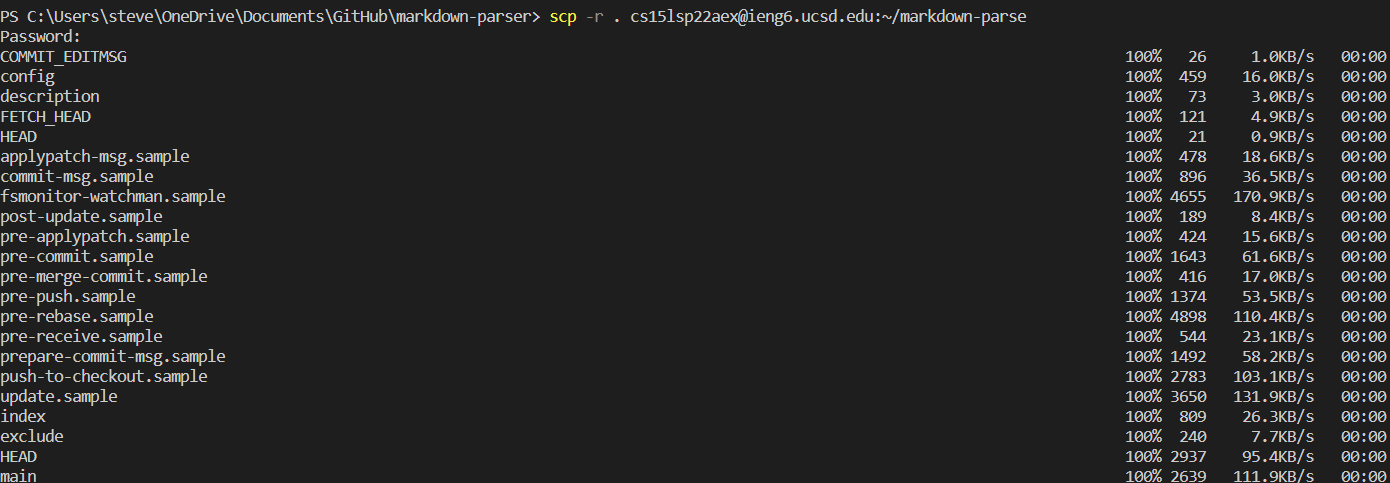 PS C:\Users\steve\OneDrive\Documents\GitHub\markdown-parser> scp -r . cs15lsp22aex@ieng6.ucsd.edu:~/markdown-parse
Password:
COMMIT_EDITMSG 100% 26 1.0KB/s 00:00
config 100% 459 16.0KB/s 00:00
description 100% 73 3.0KB/s 00:00
FETCH_HEAD 100% 121 4.9KB/s 00:00
HEAD 100% 21 0.9KB/s 00:00
applypatch-msg.sample 100% 478 18.6KB/s 00:00
commit-msg.sample 100% 896 36.5KB/s 00:00
fsmonitor-watchman.sample 100% 4655 170.9KB/s 00:00
post-update.sample 100% 189 8.4KB/s 00:00
pre-applypatch.sample 100% 424 15.6KB/s 00:00
pre-commit.sample 100% 1643 61.6KB/s 00:00
pre-merge-commit.sample 100% 416 17.0KB/s 00:00
pre-push.sample 100% 1374 53.5KB/s 00:00
pre-rebase.sample 100% 4898 110.4KB/s 00:00
pre-receive.sample 100% 544 23.1KB/s 00:00
prepare-commit-msg.sample 100% 1492 58.2KB/s 00:00
push-to-checkout.sample 100% 2783 103.1KB/s 00:00
update.sample 100% 3650 131.9KB/s 00:00
index 100% 809 26.3KB/s 00:00
exclude 100% 240 7.7KB/s 00:00
HEAD 100% 2937 95.4KB/s 00:00
main 100% 2639 111.9KB/s 00:00